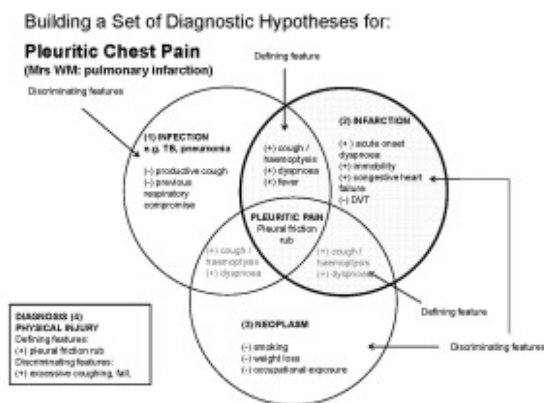 Building a Set of Diagnostic Hypotheses for:
Pleuritic Chest Pain
(Mrs WM: pulmonary infarction)
Defining feature
Discriminating features
(1) INFECTION
e.g. TB, pneumonia
(-) productive cough
(-) previous
respiratory
compromise
(+) cough /
haemoptysis
(+) dyspnoea
(+) fever
(2) INFARCTION
(+ ) acute onset
dyspnoea
(+) immobility
(+) congestive heart
failure
(-) DVT
PLEURITIC PAIN
Pleural friction
rub
(+) cough /
haemoptysis
(+) dyspnoea
(+) cough /
haemoptysis
(+) dyspnoea
Defining feature
(3) NEOPLASM
(-) smoking
(-) weight loss
(-) occupational exposure
Discriminating features
DIAGNOSIS (4)
PHYSICAL INJURY
Defining features:
(+) pleural friction rub
Discriminating features:
(+) excessive coughing, fall,